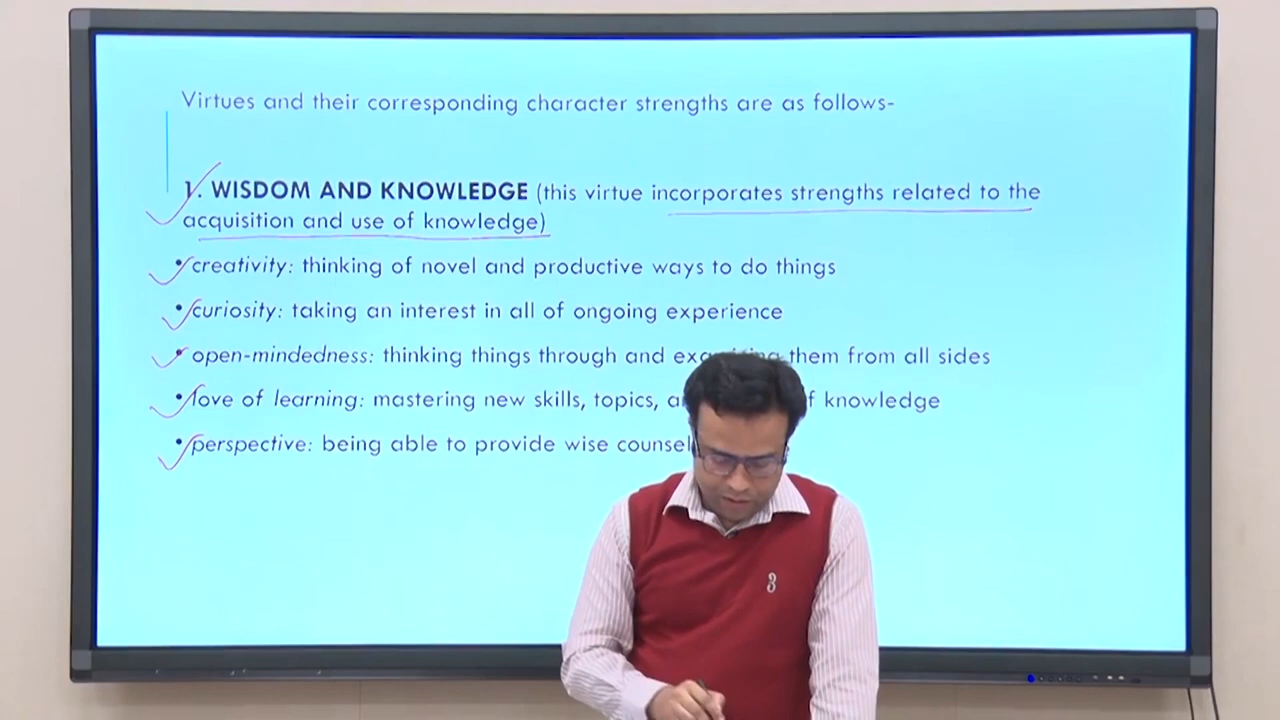 Virtues and their corresponding character strengths are as follows-
1. WISDOM AND KNOWLEDGE (this virtue incorporates strengths related to the
acquisition and use of knowledge)
• creativity: thinking of novel and productive ways to do things
• curiosity: taking an interest in all of ongoing experience
• open-mindedness: thinking things through and them from all sides
• love of learning: mastering new skills, topics, knowledge
• perspective: being able to provide wise counsel